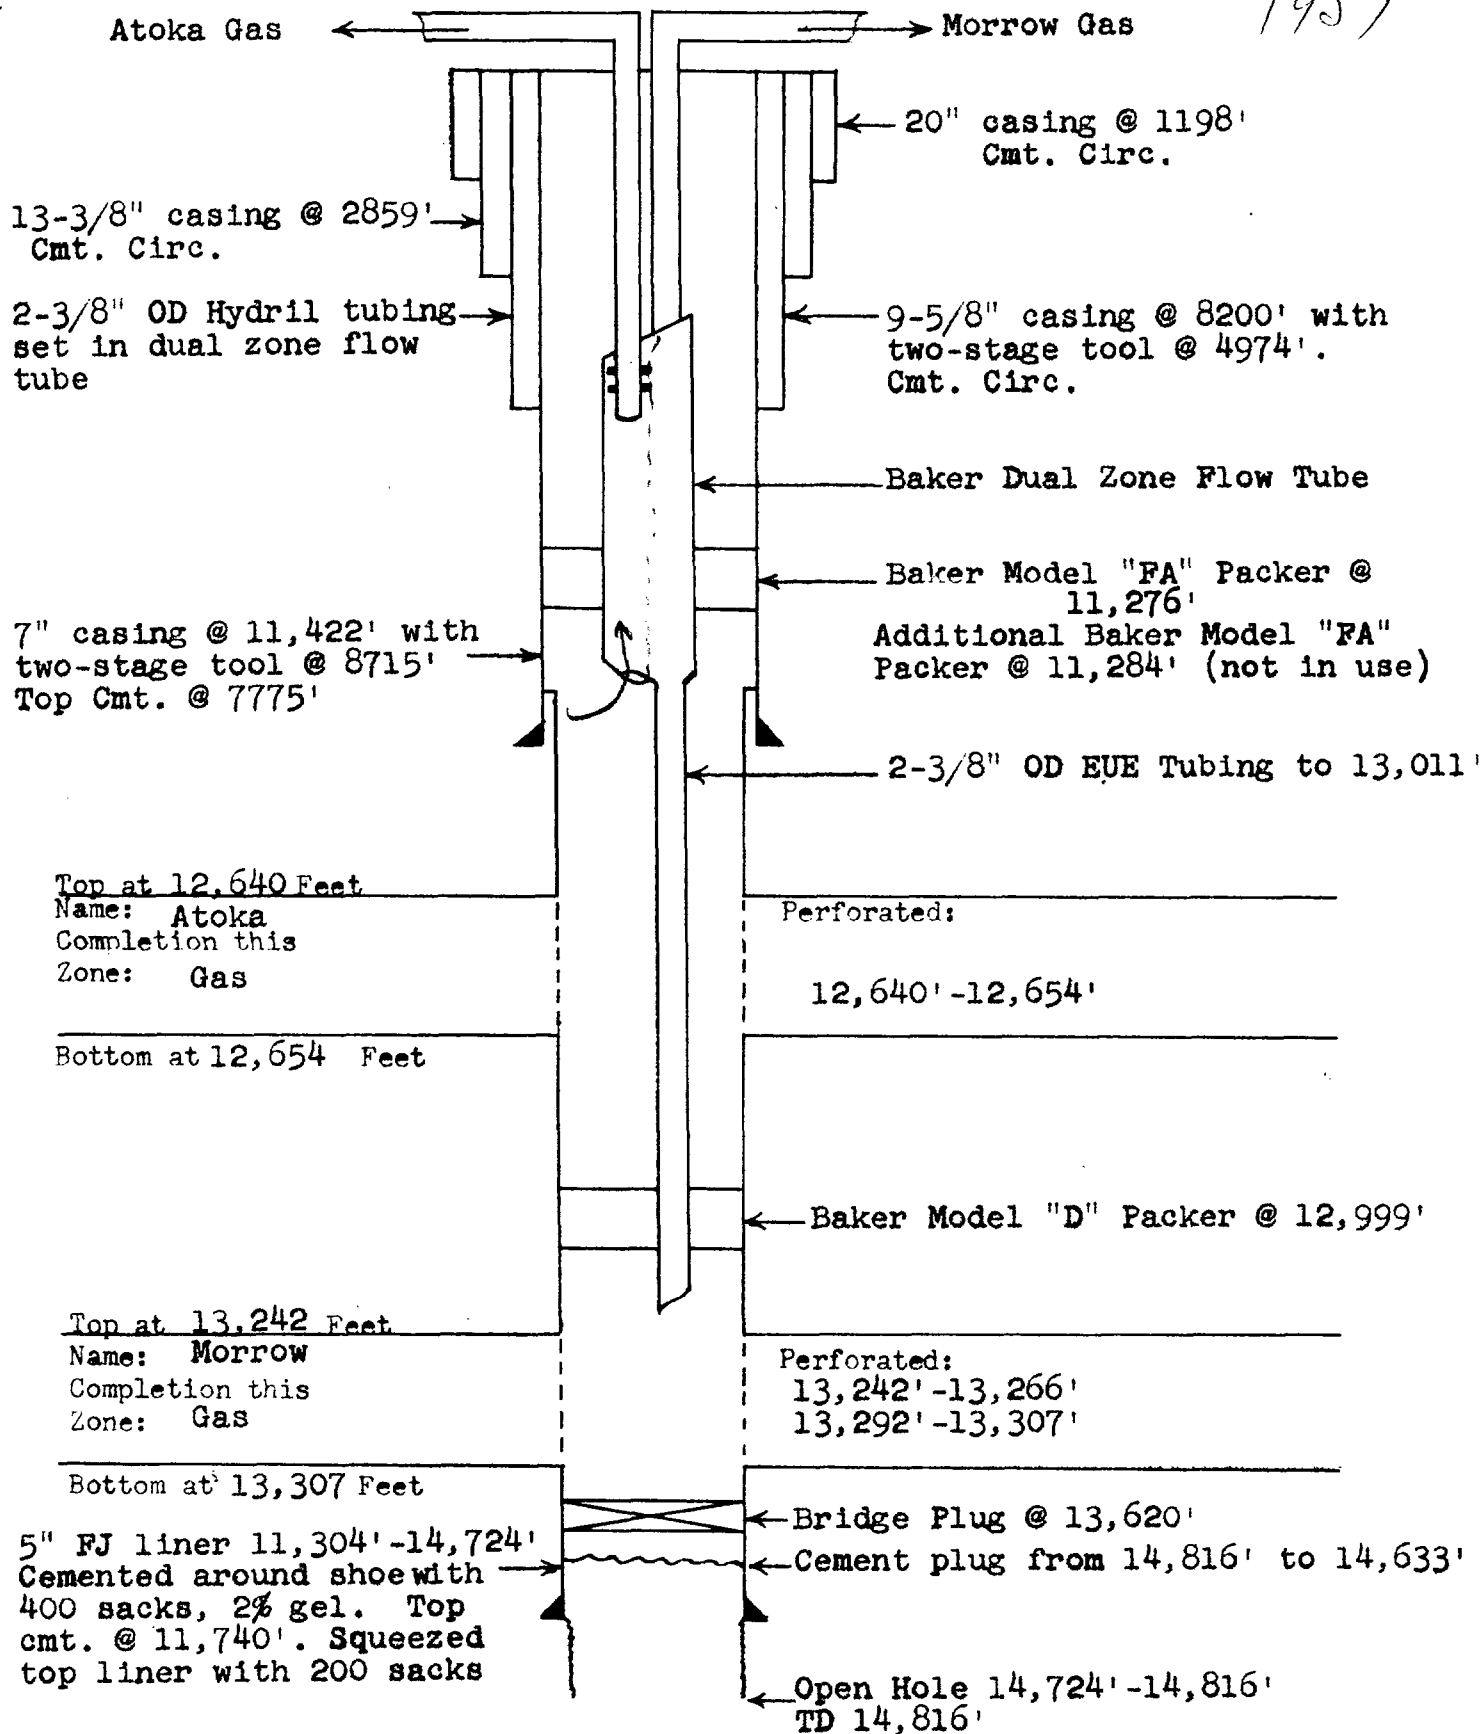 Atoka Gas
Morrow Gas
20" casing @ 1198'
Cmt. Circ.
13-3/8" casing @ 2859'
Cmt. Circ.
2-3/8" OD Hydril tubing
set in dual zone flow
tube
9-5/8" casing @ 8200' with
two-stage tool @ 4974'.
Cmt. Circ.
Baker Dual Zone Flow Tube
Baker Model "FA" Packer @
11,276'
Additional Baker Model "FA"
Packer @ 11,284' (not in use)
7" casing @ 11,422' with
two-stage tool @ 8715'
Top Cmt. @ 7775'
2-3/8" OD EUE Tubing to 13,011'
Top at 12,640 Feet
Name: Atoka
Completion this
Zone: Gas
Perforated:
12,640'-12,654'
Bottom at 12,654 Feet
Baker Model "D" Packer @ 12,999'
Top at 13,242 Feet
Name: Morrow
Completion this
Zone: Gas
Perforated:
13,242'-13,266'
13,292'-13,307'
Bottom at 13,307 Feet
Bridge Plug @ 13,620'
5" FJ liner 11,304'-14,724'
Cemented around shoe with
400 sacks, 2% gel. Top
cmt. @ 11,740'. Squeezed
top liner with 200 sacks
Cement plug from 14,816' to 14,633'
Open Hole 14,724'-14,816'
TD 14,816'